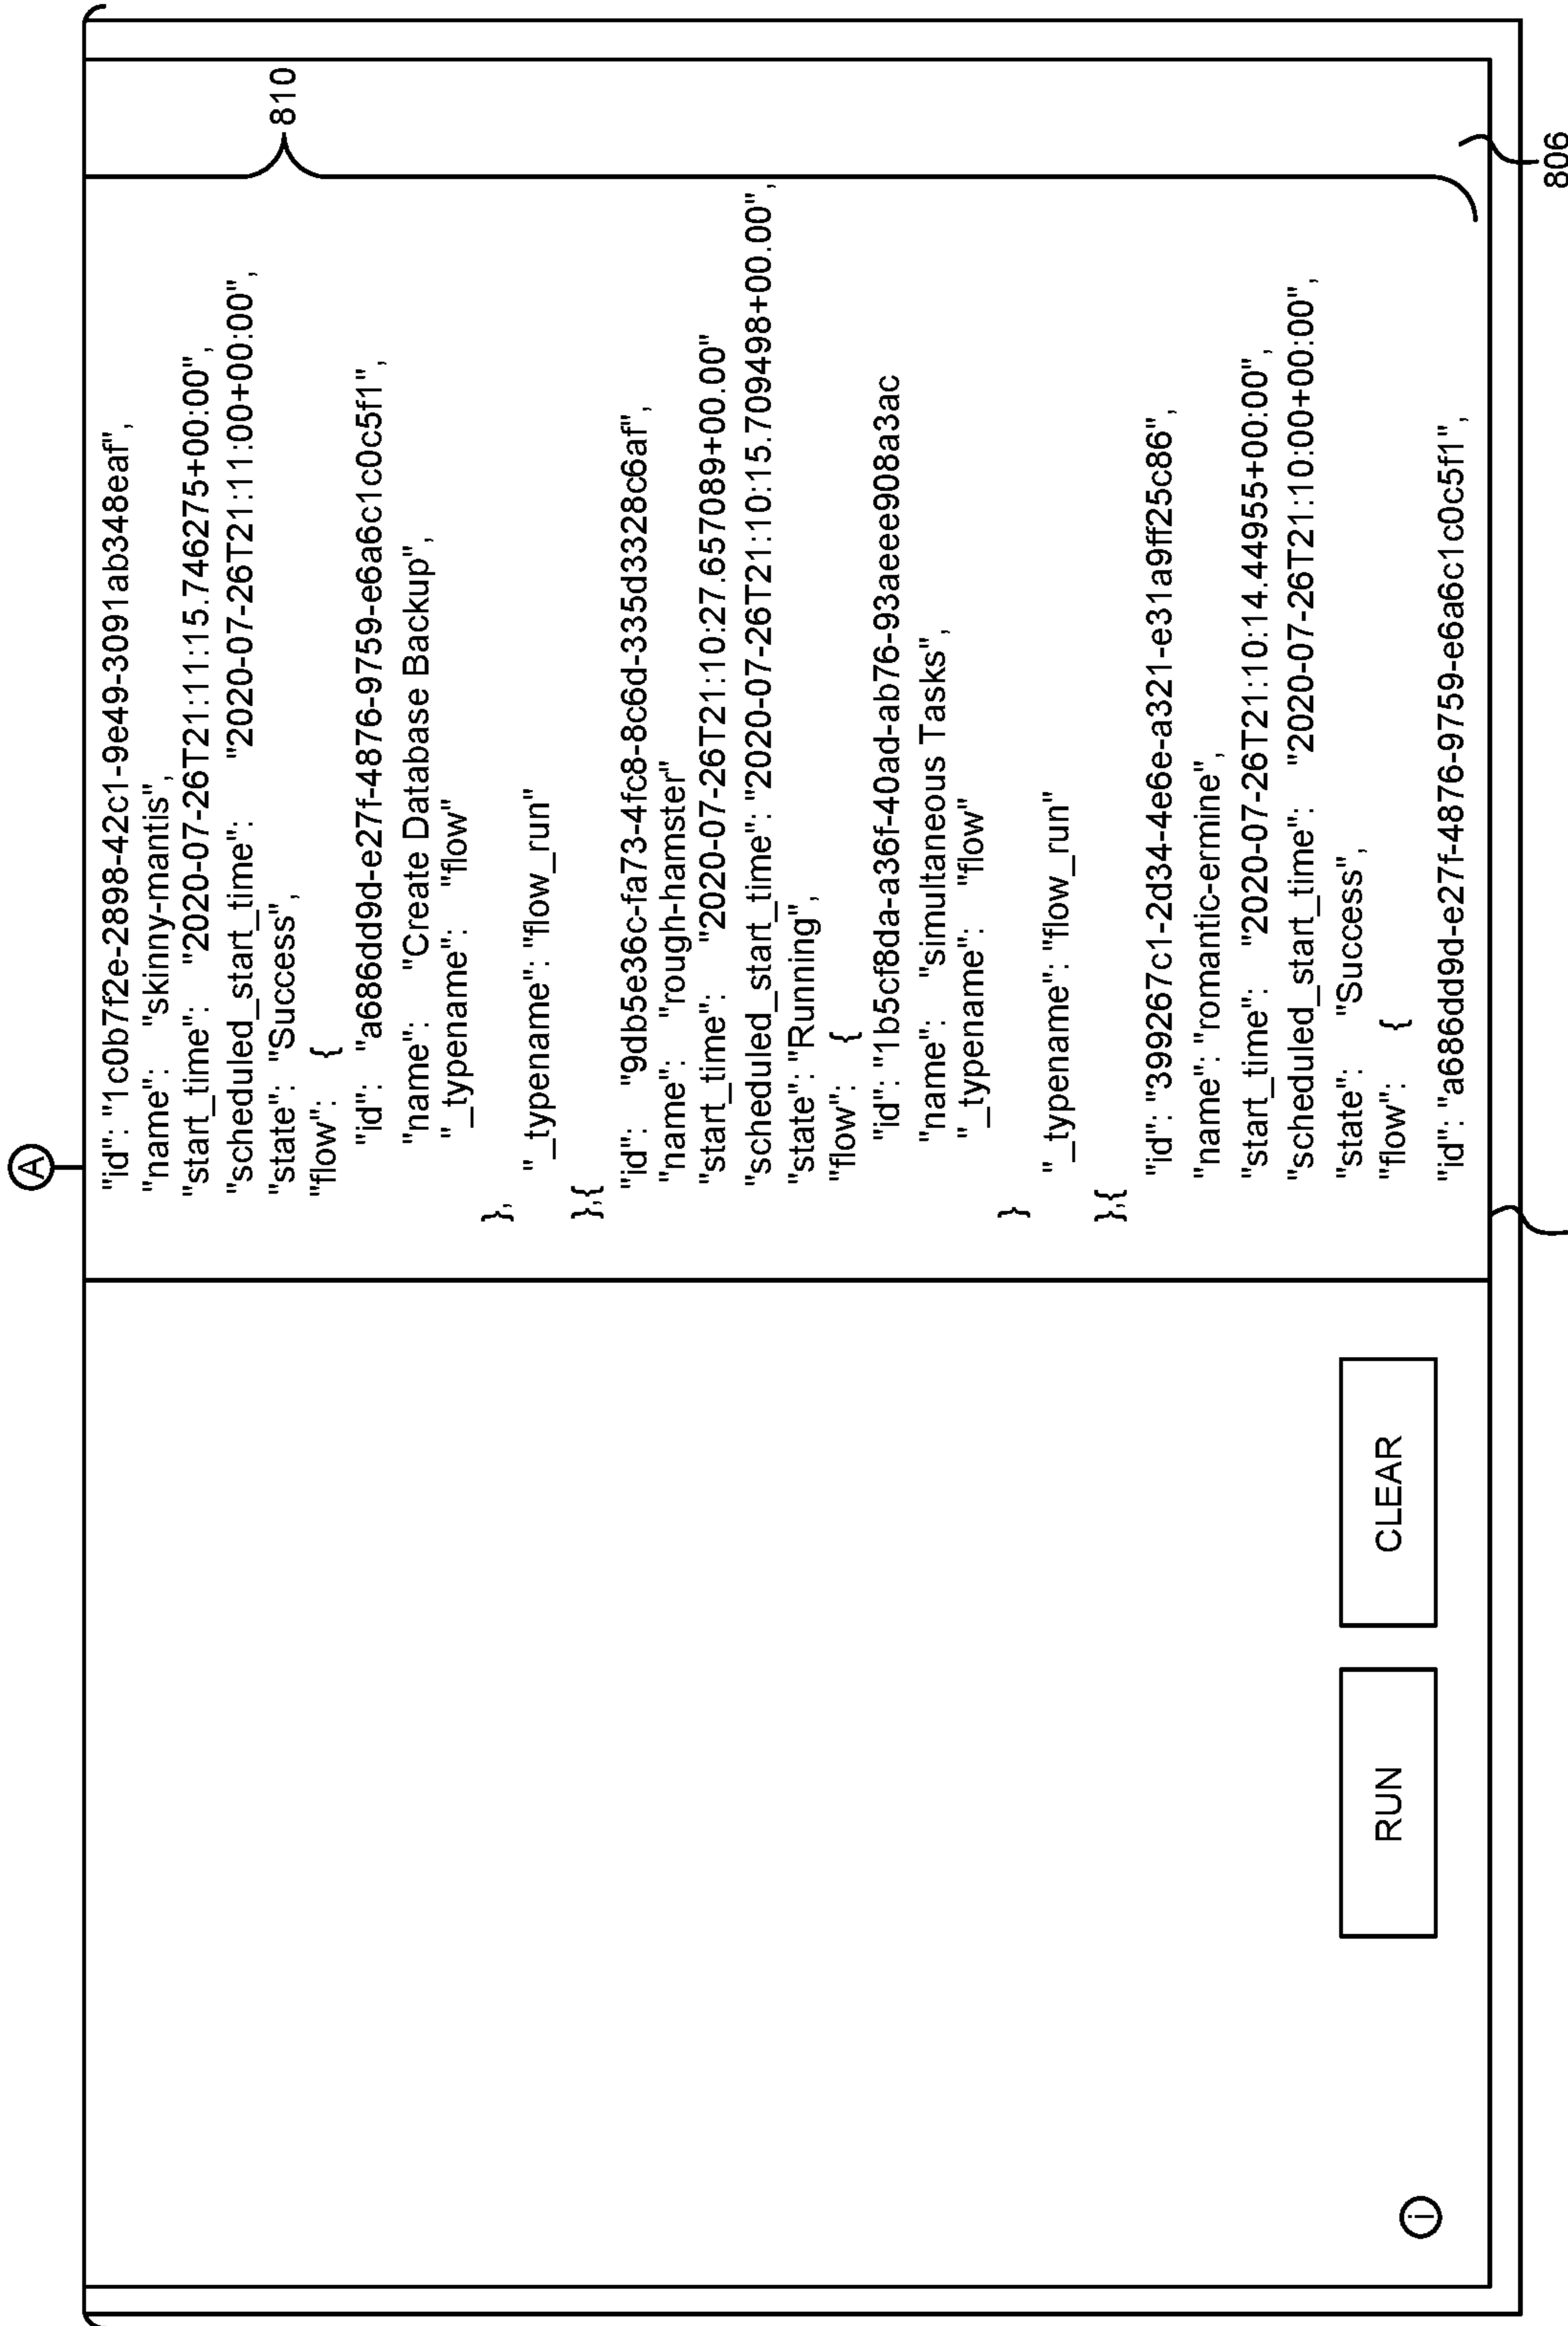 A
"id": "1c0b7f2e-2898-42c1-9e49-3091ab348eaf",
"name": "skinny-mantis",
"start_time": "2020-07-26T21:11:15.746275+00:00",
"scheduled_start_time": "2020-07-26T21:11:00+00:00",
"state": "Success",
"flow": {
"id": "a686dd9d-e27f-4876-9759-e6a6c1c0c5f1",
"name": "Create Database Backup",
"_typename": "flow"
},
"_typename": "flow_run"
},{
"id": "9db5e36c-fa73-4fc8-8c6d-335d3328c6af",
"name": "rough-hamster"
"start_time": "2020-07-26T21:10:27.657089+00.00"
"scheduled_start_time": "2020-07-26T21:10:15.709498+00.00",
"state": "Running",
"flow": {
"id": "1b5cf8da-a36f-40ad-ab76-93aeee908a3ac
"name": "simultaneous Tasks",
"_typename": "flow"
}
"_typename": "flow_run"
},{
"id": "399267c1-2d34-4e6e-a321-e31a9ff25c86",
"name": "romantic-ermine",
"start_time": "2020-07-26T21:10:14.44955+00:00",
"scheduled_start_time": "2020-07-26T21:10:00+00:00",
"state": "Success",
"flow": {
"id": "a686dd9d-e27f-4876-9759-e6a6c1c0c5f1",
810
i
RUN
CLEAR
806